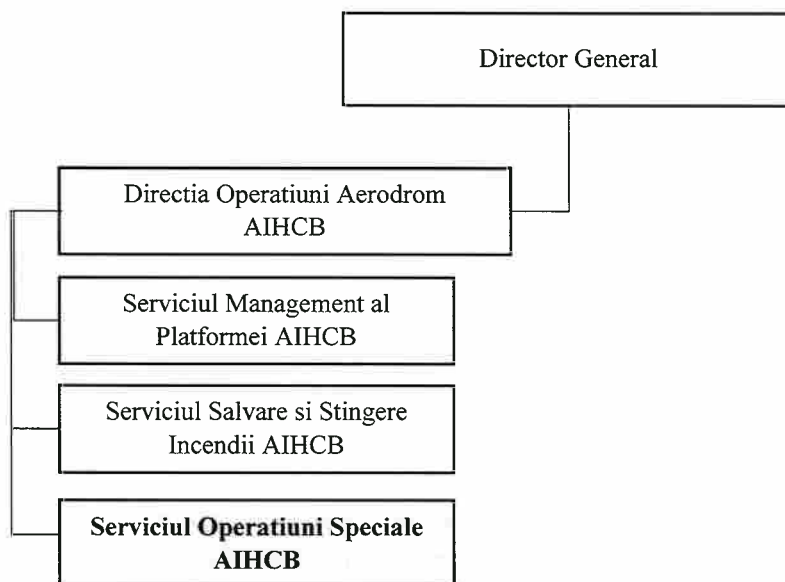 Director General
Directia Operatiuni Aerodrom
AIHCB
Serviciul Management al
Platformei AIHCB
Serviciul Salvare si Stingere
Incendii AIHCB
Serviciul Operatiuni Speciale
AIHCB